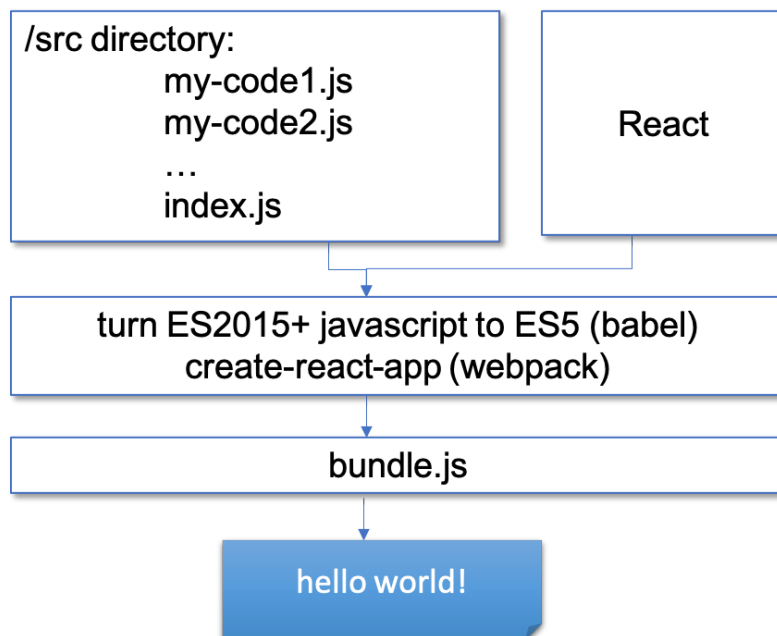 /src directory:
my-code1.js
my-code2.js
…
index.js
React
turn ES2015+ javascript to ES5 (babel)
create-react-app (webpack)
bundle.js
hello world!